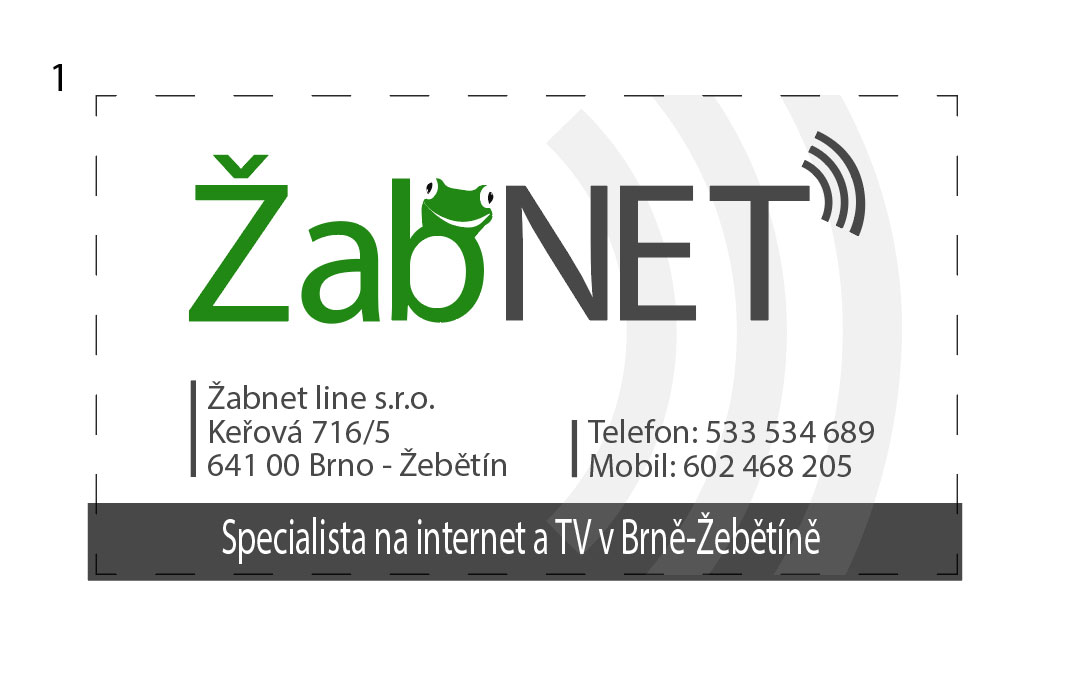 1
ŽabNET
Žabnet line s.r.o.
Keřová 716/5
641 00 Brno - Žebětín
Telefon: 533 534 689
Mobil: 602 468 205
Specialista na internet a TV v Brně-Žebětíně